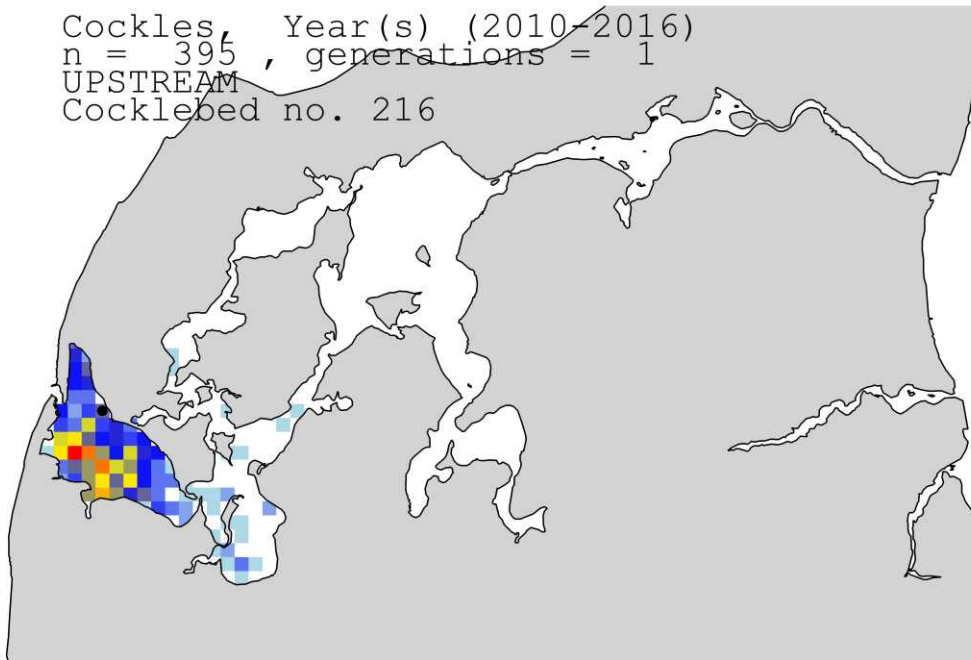 Cockles,  Year(s) (2010-2016)
n =  395 , generations =  1
UPSTREAM
Cocklebed no. 216